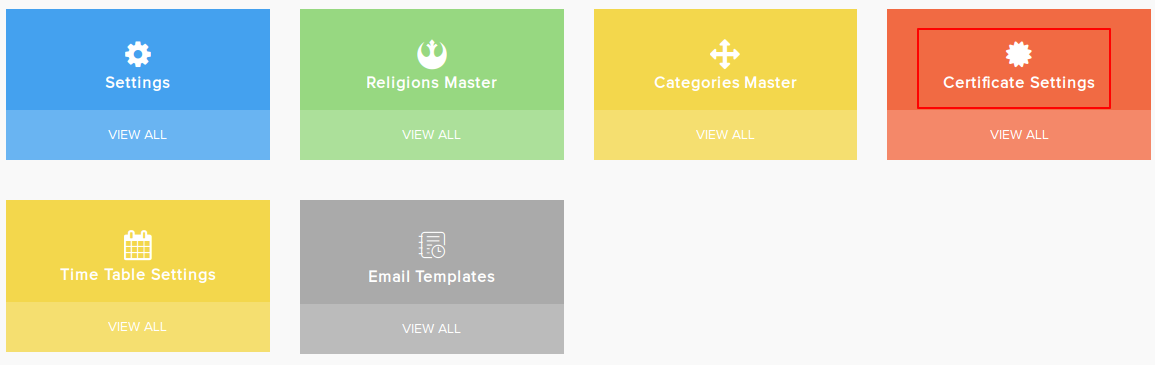 Settings
Religions Master
Categories Master
Certificate Settings
VIEW ALL
VIEW ALL
VIEW ALL
VIEW ALL
Time Table Settings
Email Templates
VIEW ALL
VIEW ALL